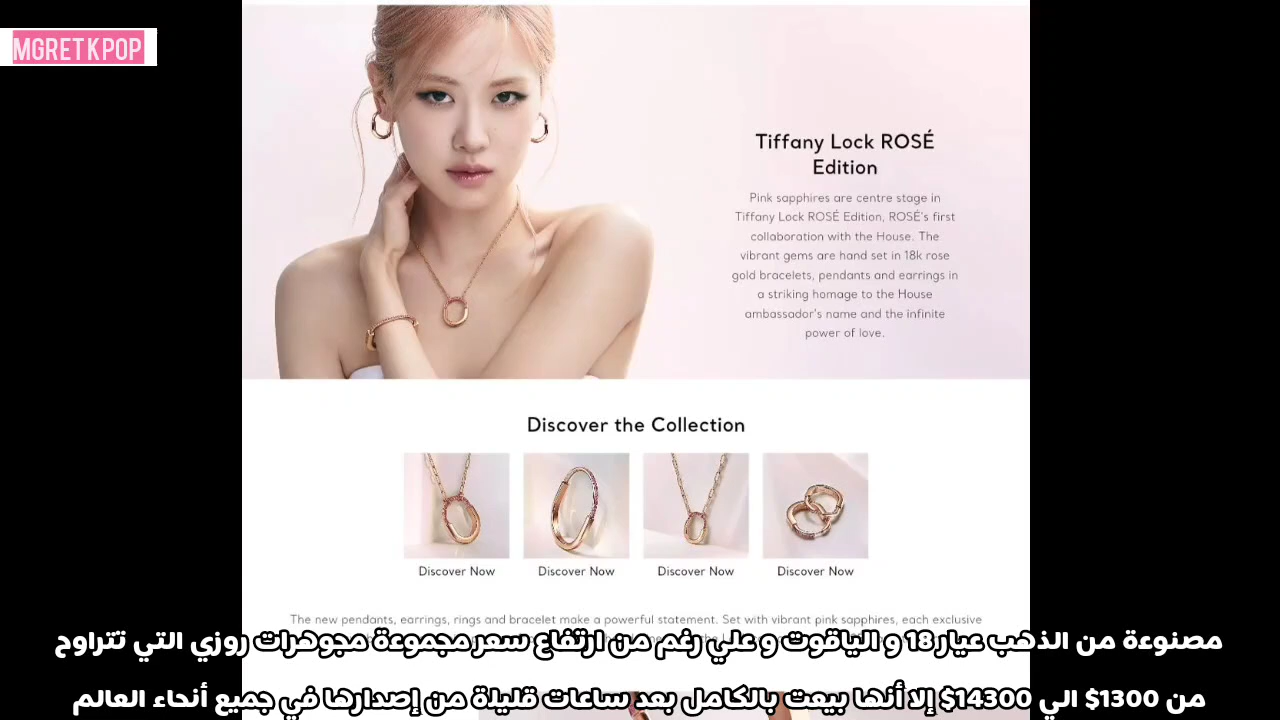 MGRETKPOP
Tiffany Lock ROSÉ
Edition
Pink sapphires are centre stage in
Tiffany Lock ROSÉ Edition, ROSÉ's first
collaboration with the House. The
vibrant gems are hand set in 18k rose
gold bracelets, pendants and earrings in
a striking homage to the House
ambassador's name and the infinite
power of love.
Discover the Collection
Discover Now Discover Now Discover Now Discover Now
The new pendants, earrings, rings and bracelet make a powerful statement. Set with vibrant pink sapphires, each exclusive
مصنوعة من الذهب عيار18 و الياقوت و علي رغم من ارتفاع سعر مجموعة مجوهرات روزي التي تتراوح
من 1300$ الي 14300$ إلا أنها بيعت بالكامل بعد ساعات قليلة من إصدارها في جميع أنحاء العالم